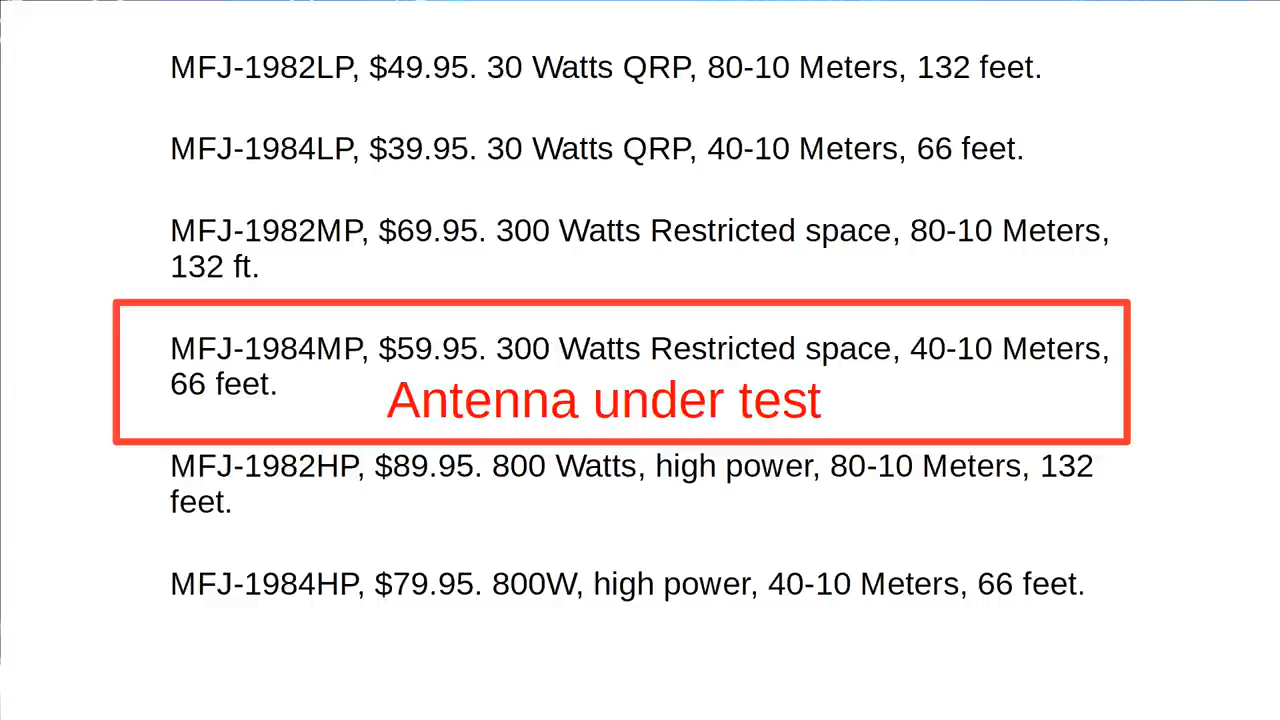 MFJ-1982LP, $49.95. 30 Watts QRP, 80-10 Meters, 132 feet.
MFJ-1984LP, $39.95. 30 Watts QRP, 40-10 Meters, 66 feet.
MFJ-1982MP, $69.95. 300 Watts Restricted space, 80-10 Meters,
132 ft.
MFJ-1984MP, $59.95. 300 Watts Restricted space, 40-10 Meters,
66 feet.
Antenna under test
MFJ-1982HP, $89.95. 800 Watts, high power, 80-10 Meters, 132
feet.
MFJ-1984HP, $79.95. 800W, high power, 40-10 Meters, 66 feet.